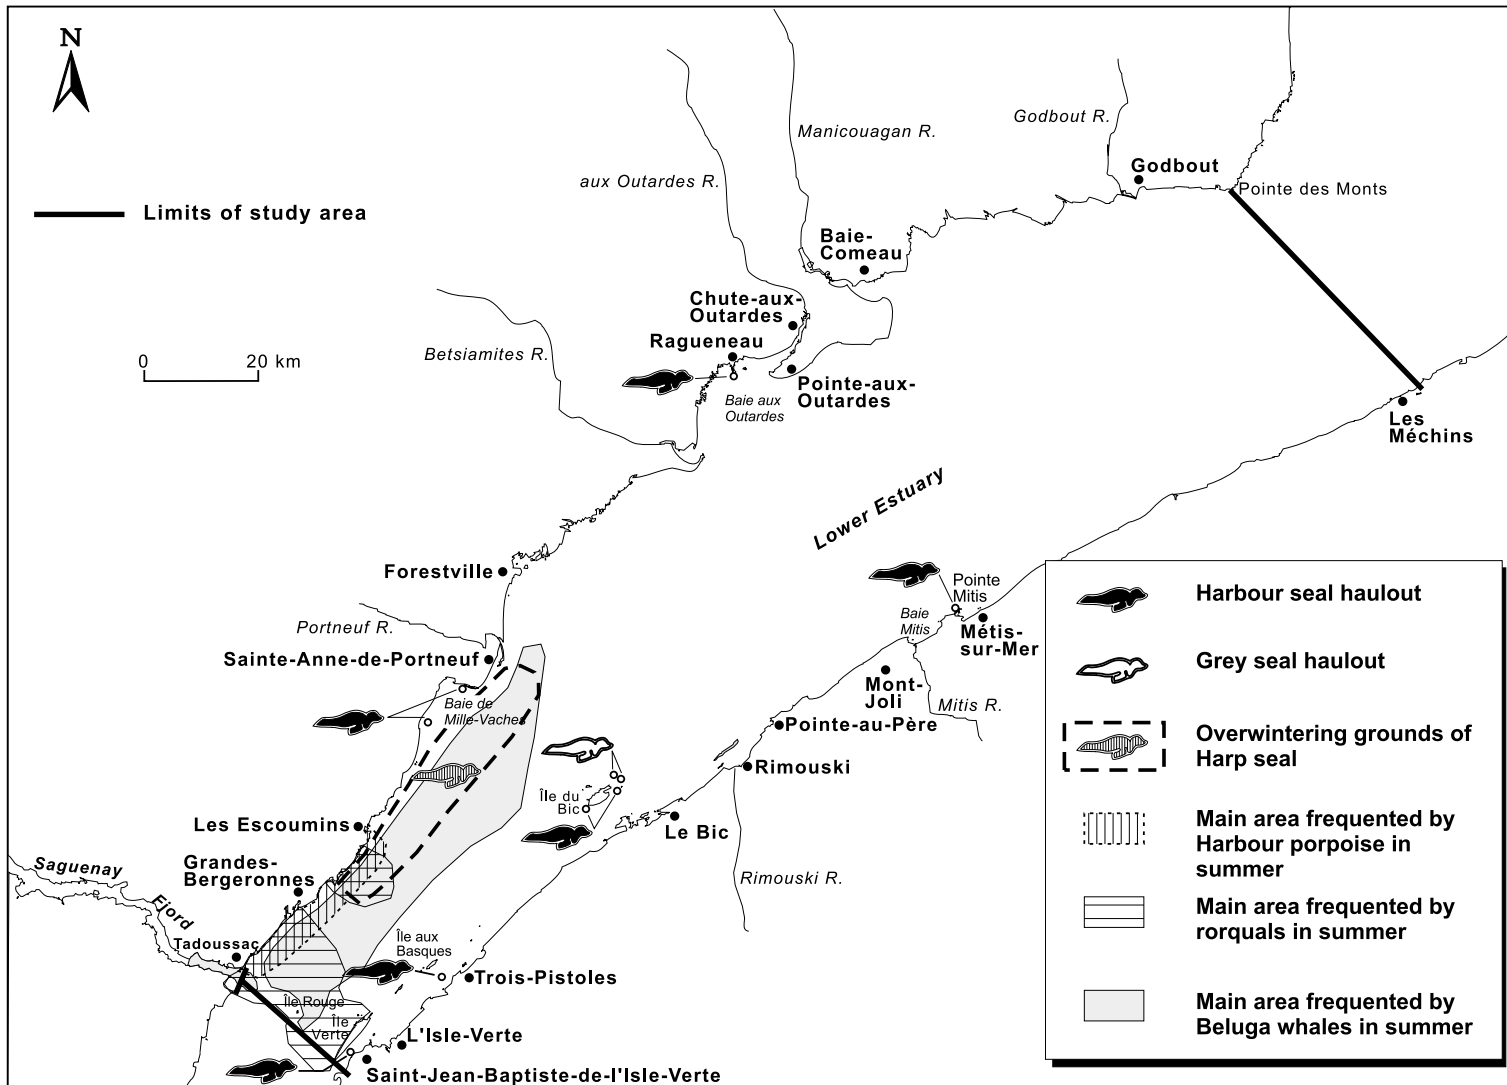 N
Limits of study area
0 20 km
Manicouagan R.
Godbout R.
Godbout
Pointe des Monts
aux Outardes R.
Baie-
Comeau
Chute-aux-
Outardes
Ragueneau
Betsiamites R.
Pointe-aux-
Outardes
Baie aux
Outardes
Les
Méchins
Lower Estuary
Forestville
Portneuf R.
Sainte-Anne-de-Portneuf
Baie de
Mille-Vaches
Pointe
Mitis
Baie
Mitis
Métis-
sur-Mer
Mont-
Joli
Mitis R.
Pointe-au-Père
Rimouski
Île du
Bic
Le Bic
Rimouski R.
Les Escoumins
Grandes-
Bergeronnes
Saguenay
Fjord
Tadoussac
Île aux
Basques
Trois-Pistoles
Île Rouge
Île
Verte
L'Isle-Verte
Saint-Jean-Baptiste-de-l'Isle-Verte
Harbour seal haulout
Grey seal haulout
Overwintering grounds of
Harp seal
Main area frequented by
Harbour porpoise in
summer
Main area frequented by
rorquals in summer
Main area frequented by
Beluga whales in summer